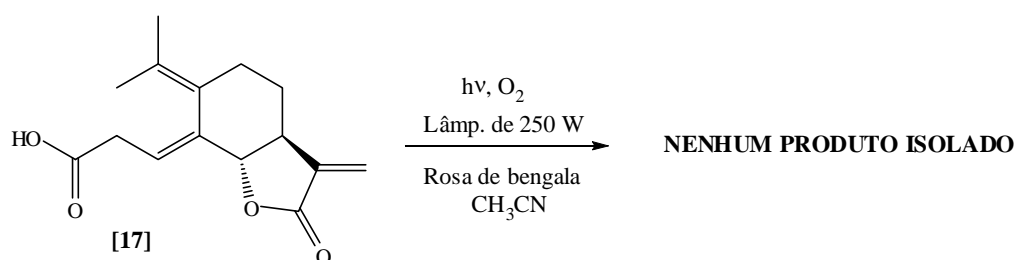 HO
O
[17]
O
O
hν, O2
Lâmp. de 250 W
Rosa de bengala
CH3CN
NENHUM PRODUTO ISOLADO